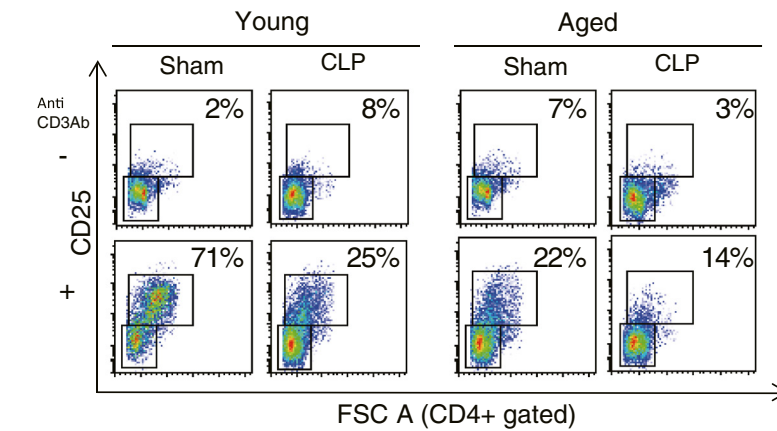 Young Aged
Sham CLP Sham CLP
Anti
CD3Ab
2% 8% 7% 3%
-
CD25
71% 25% 22% 14%
+
FSC A (CD4+ gated)